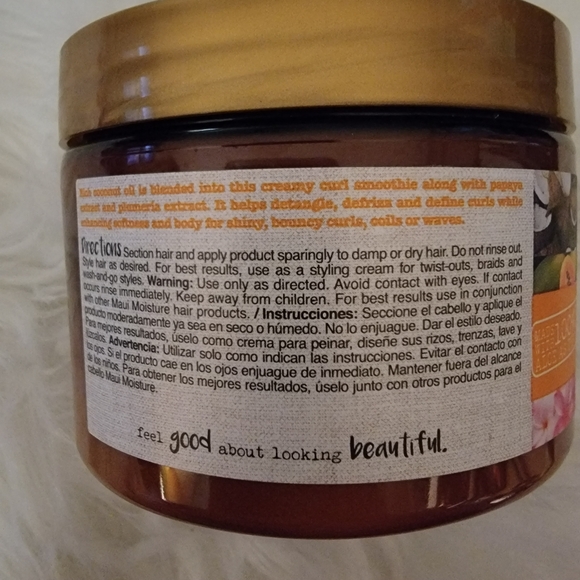 Rich coconut oil is blended into this creamy curl smoothie along with papaya
extract and plumeria extract. It helps detangle, defrizz and define curls while
enhancing softness and body for shiny, bouncy curls, coils or waves.
Directions Section hair and apply product sparingly to damp or dry hair. Do not rinse out.
Style hair as desired. For best results, use as a styling cream for twist-outs, braids and
wash-and-go styles. Warning: Use only as directed. Avoid contact with eyes. If contact
occurs rinse immediately. Keep away from children. For best results use in conjunction
with other Maui Moisture hair products. / Instrucciones: Seccione el cabello y aplique el
producto moderadamente ya sea en seco o húmedo. No lo enjuague. Dar el estilo deseado.
Para mejores resultados, úselo como crema para peinar, diseñe sus rizos, trenzas, lave y
lúzcalos. Advertencia: Utilizar solo como indican las instrucciones. Evitar el contacto con
los ojos. Si el producto cae en los ojos enjuague de inmediato. Mantener fuera del alcance
de los niños. Para obtener los mejores resultados, úselo junto con otros productos para el
cabello Maui Moisture.
feel good about looking beautiful.